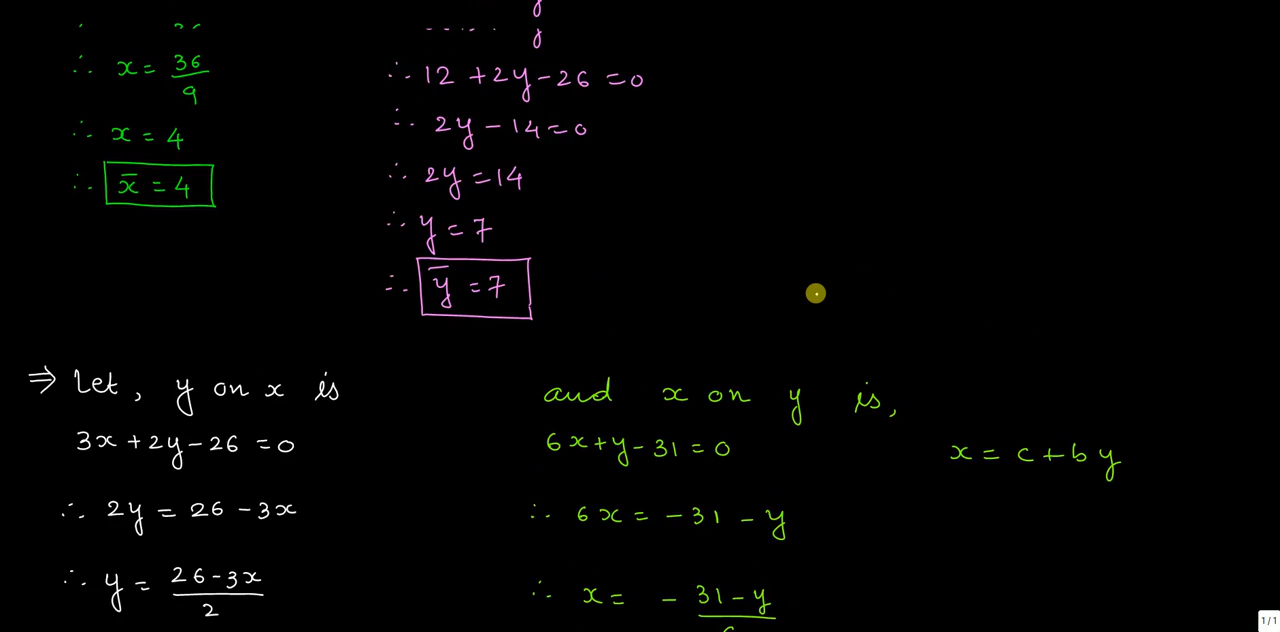 ∴ x = 36/9
∴ x = 4
∴ x̄ = 4
∴ 12 + 2y - 26 = 0
∴ 2y - 14 = 0
∴ 2y = 14
∴ y = 7
∴ ȳ = 7
⇒ Let, y on x is
3x + 2y - 26 = 0
∴ 2y = 26 - 3x
∴ y = (26 - 3x)/2
and x on y is,
6x + y - 31 = 0
x = c + b y
∴ 6x = - 31 - y
∴ x = - 31 - y
1/1